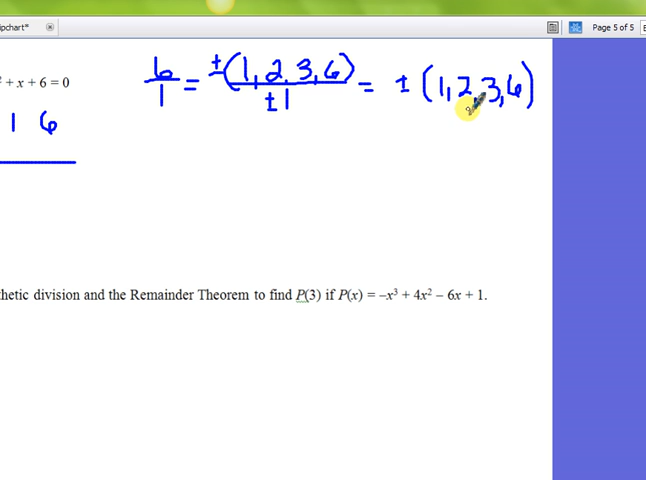 ipchart*
Page 5 of 5
² + x + 6 = 0
6/1 = ±(1, 2, 3, 6)/±1 = ± (1, 2, 3, 6)
1 6
hetic division and the Remainder Theorem to find P(3) if P(x) = –x³ + 4x² – 6x + 1.